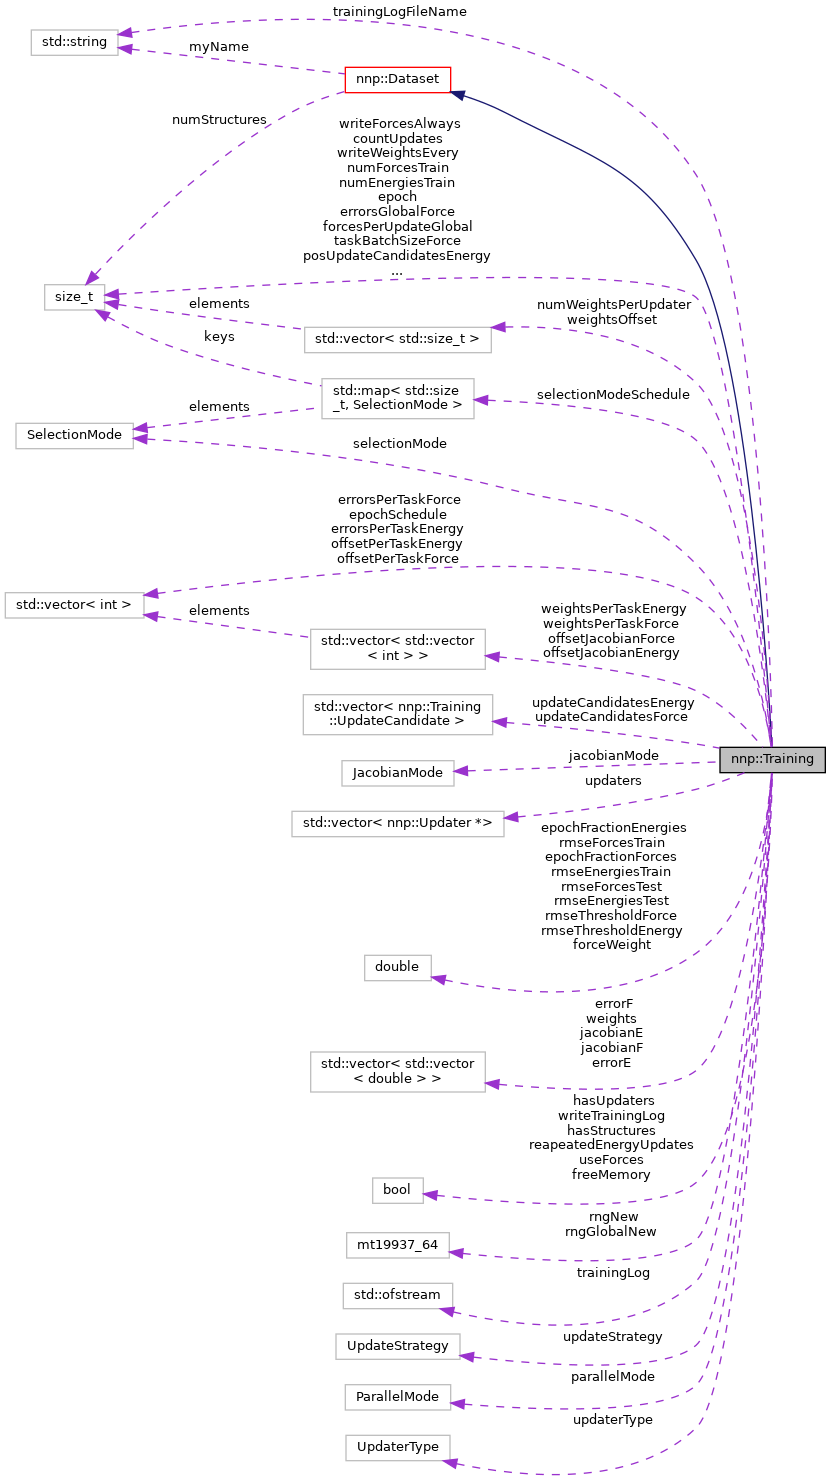 trainingLogFileName
std::string
myName
nnp::Dataset
numStructures
writeForcesAlways
countUpdates
writeWeightsEvery
numForcesTrain
numEnergiesTrain
epoch
errorsGlobalForce
forcesPerUpdateGlobal
taskBatchSizeForce
posUpdateCandidatesEnergy
...
size_t
elements
numWeightsPerUpdater
weightsOffset
std::vector< std::size_t >
keys
std::map< std::size
_t, SelectionMode >
selectionModeSchedule
elements
SelectionMode
selectionMode
errorsPerTaskForce
epochSchedule
errorsPerTaskEnergy
offsetPerTaskEnergy
offsetPerTaskForce
std::vector< int >
elements
weightsPerTaskEnergy
weightsPerTaskForce
offsetJacobianForce
offsetJacobianEnergy
std::vector< std::vector
< int > >
std::vector< nnp::Training
::UpdateCandidate >
updateCandidatesEnergy
updateCandidatesForce
nnp::Training
jacobianMode
JacobianMode
updaters
std::vector< nnp::Updater *>
epochFractionEnergies
rmseForcesTrain
epochFractionForces
rmseEnergiesTrain
rmseForcesTest
rmseEnergiesTest
rmseThresholdForce
rmseThresholdEnergy
forceWeight
double
errorF
weights
jacobianE
jacobianF
errorE
std::vector< std::vector
< double > >
hasUpdaters
writeTrainingLog
hasStructures
reapeatedEnergyUpdates
useForces
freeMemory
bool
rngNew
rngGlobalNew
mt19937_64
trainingLog
std::ofstream
updateStrategy
UpdateStrategy
parallelMode
ParallelMode
updaterType
UpdaterType